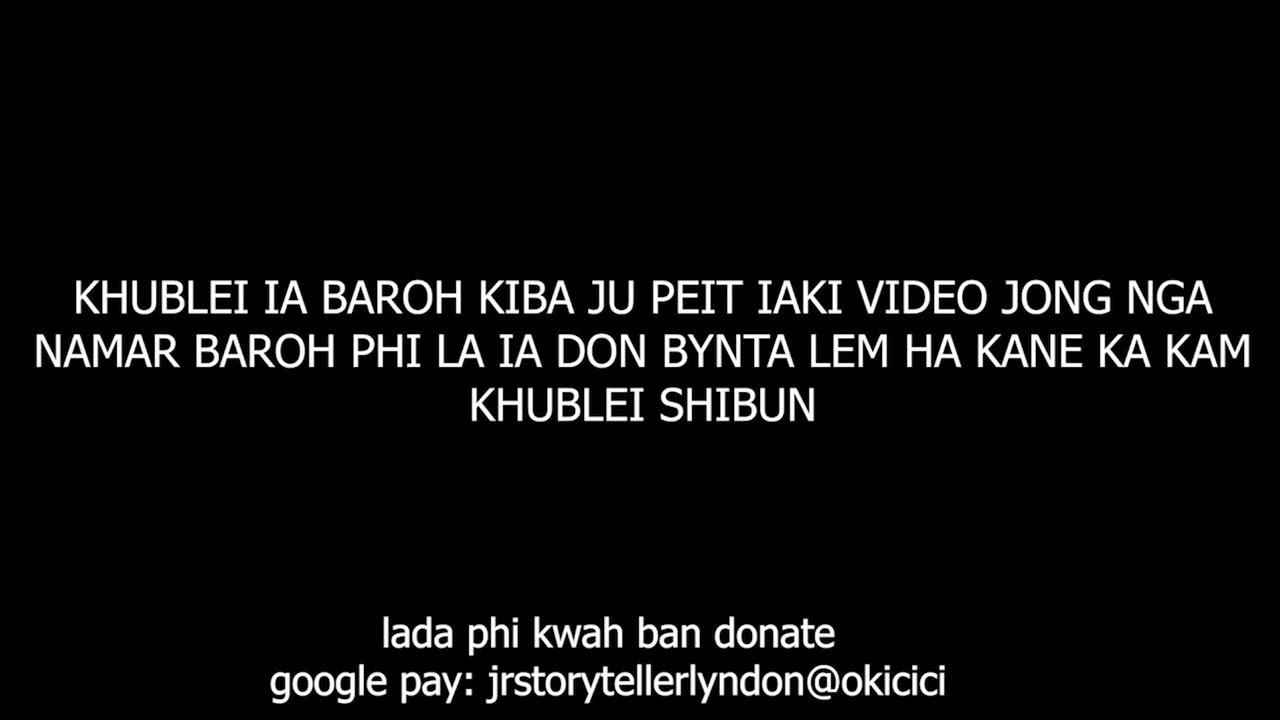 KHUBLEI IA BAROH KIBA JU PEIT IAKI VIDEO JONG NGA
NAMAR BAROH PHI LA IA DON BYNTA LEM HA KANE KA KAM
KHUBLEI SHIBUN
lada phi kwah ban donate
google pay: jrstorytellerlyndon@okicici